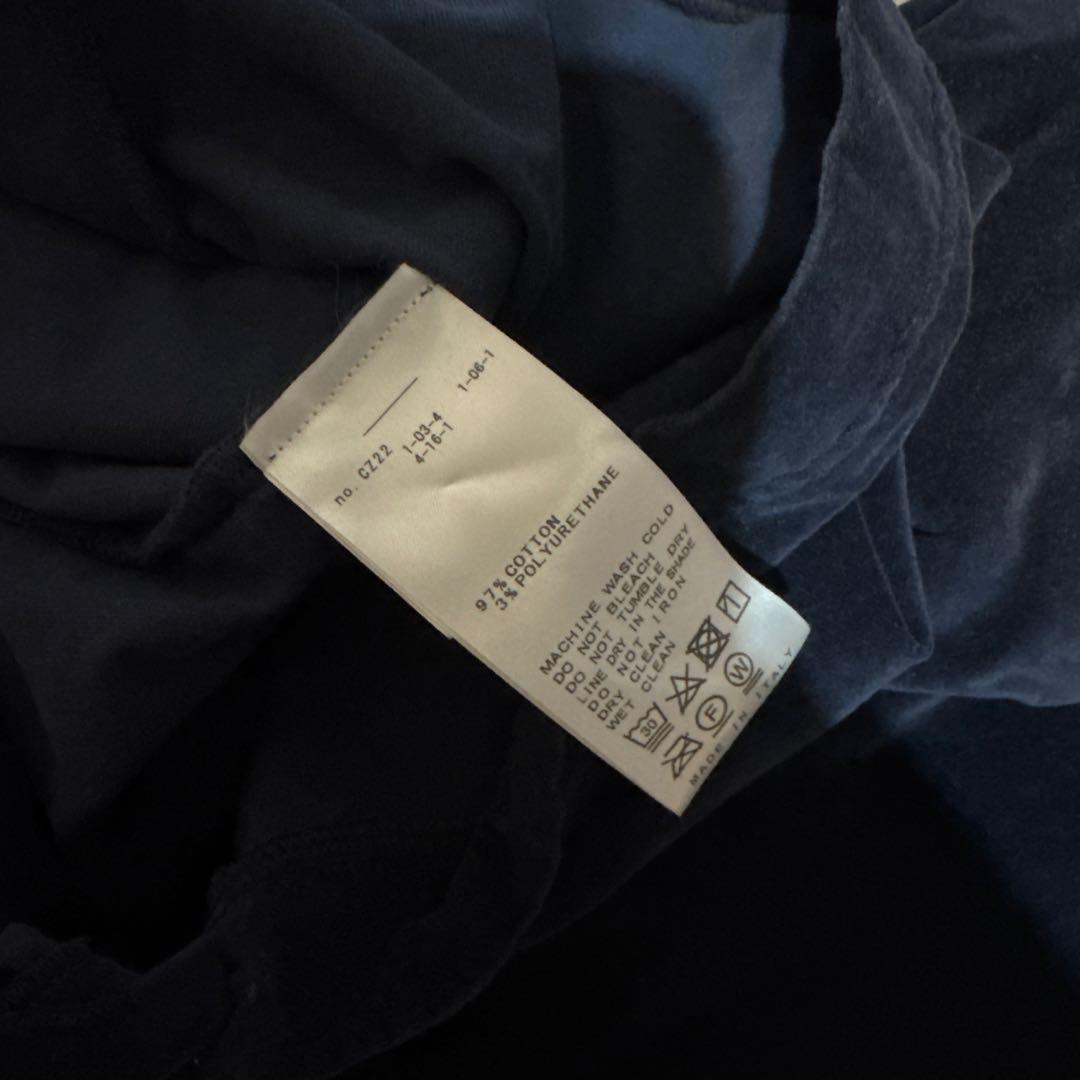 no. CZ22
1-03-4
4-16-1
1-06-1
97% COTTON
3% POLYURETHANE
MACHINE WASH COLD
DO NOT BLEACH
DO NOT TUMBLE DRY
LINE DRY IN THE SHADE
DO NOT IRON
DRY CLEAN
WET CLEAN
30
F W
MADE IN ITALY